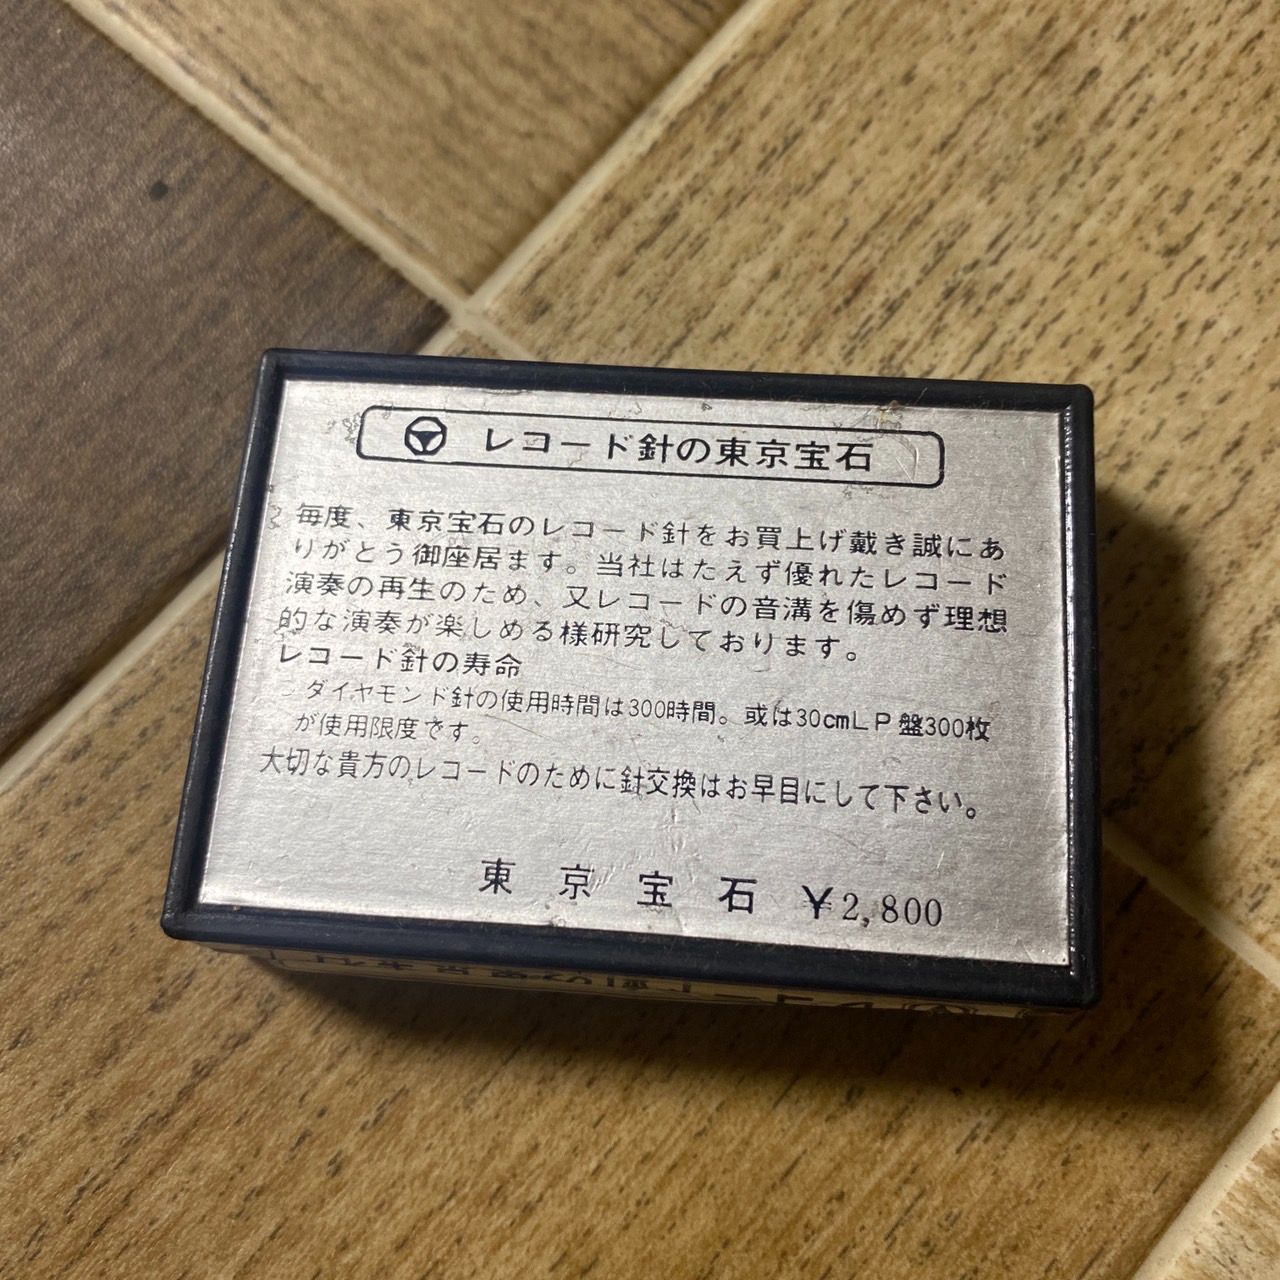 レコード針の東京宝石
毎度、東京宝石のレコード針をお買上げ戴き誠にあ
りがとう御座居ます。当社はたえず優れたレコード
演奏の再生のため、又レコードの音溝を傷めず理想
的な演奏が楽しめる様研究しております。
レコード針の寿命
ダイヤモンド針の使用時間は300時間。或は30cmLP盤300枚
が使用限度です。
大切な貴方のレコードのために針交換はお早目にして下さい。
東京宝石 ¥2,800